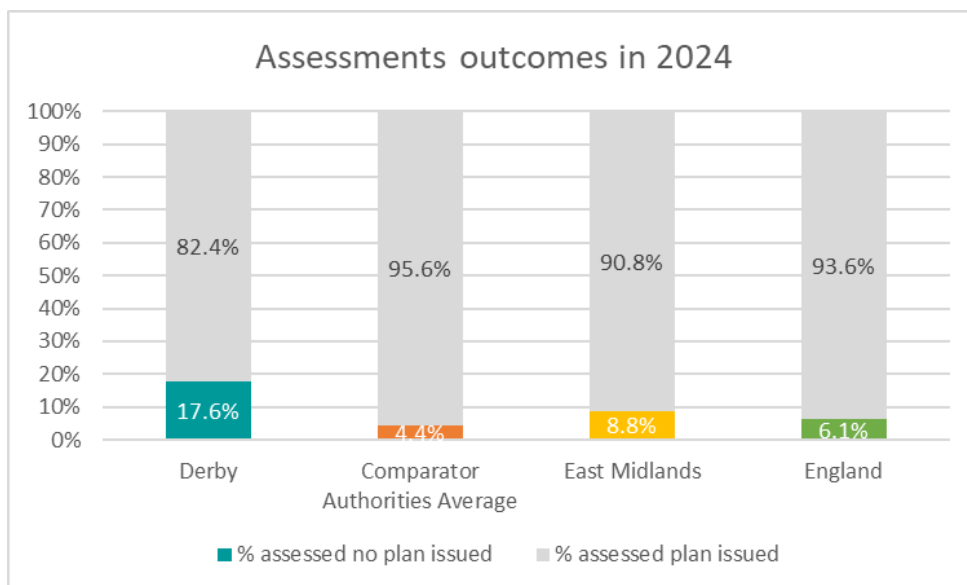 Assessments outcomes in 2024
100%
90%
80%
70%
60%
50%
40%
30%
20%
10%
0%
82.4%
95.6%
90.8%
93.6%
17.6%
4.4%
8.8%
6.1%
Derby
Comparator
Authorities Average
East Midlands
England
% assessed no plan issued
% assessed plan issued